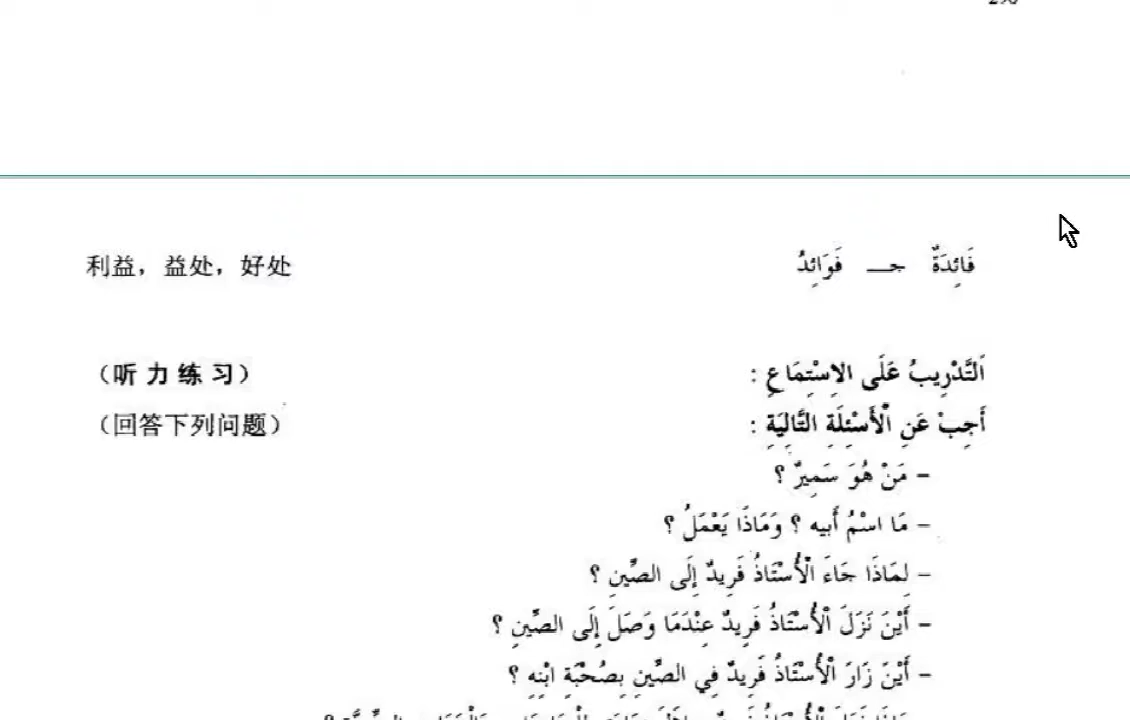 فَائِدَةٌ جـــ فَوَائِدُ 利益，益处，好处
اَلتَّدْرِيبُ عَلَى الاِسْتِمَاعِ : （听 力 练 习）
أَجِبْ عَنِ الْأَسْئِلَةِ التَّالِيَةِ : （回答下列问题）
– مَنْ هُوَ سَمِيرٌ ؟
– مَا اسْمُ أَبِيه ؟ وَمَاذَا يَعْمَلُ ؟
– لِمَاذَا جَاءَ الْأُسْتَاذُ فَرِيدٌ إِلَى الصِّينِ ؟
– أَيْنَ نَزَلَ الْأُسْتَاذُ فَرِيدٌ عِنْدَمَا وَصَلَ إِلَى الصِّينِ ؟
– أَيْنَ زَارَ الْأُسْتَاذُ فَرِيدٌ فِي الصِّينِ بِصُحْبَةِ ابْنِهِ ؟